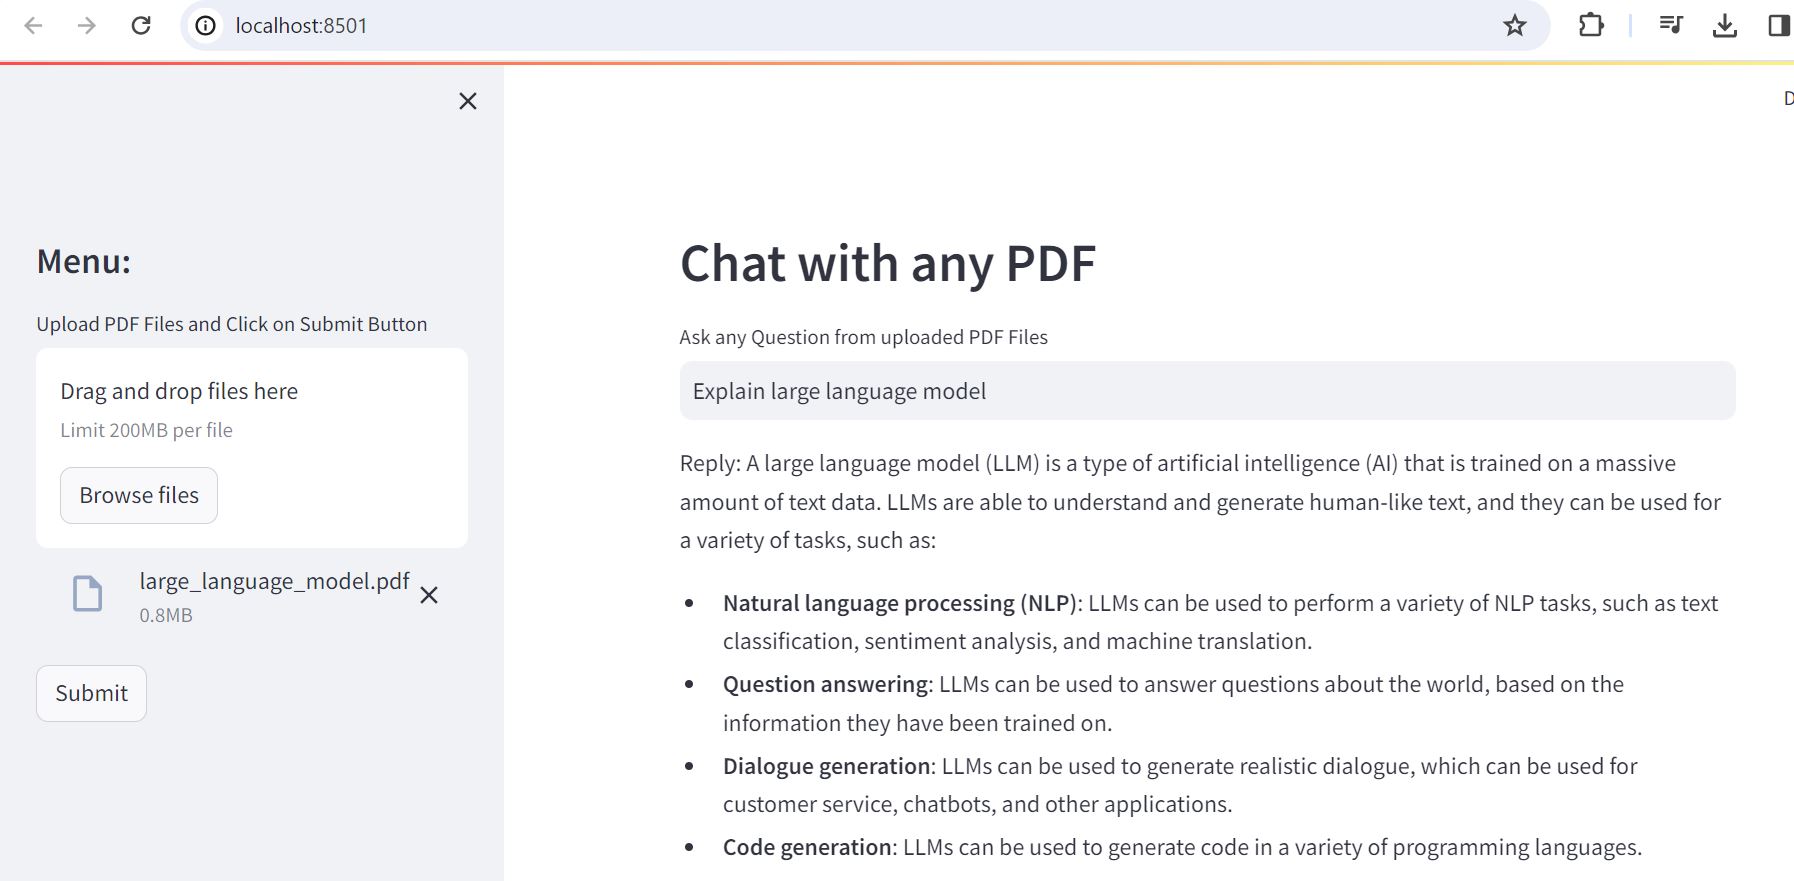 localhost:8501
D
Menu:
Upload PDF Files and Click on Submit Button
Drag and drop files here
Limit 200MB per file
Browse files
large_language_model.pdf
0.8MB
Submit
Chat with any PDF
Ask any Question from uploaded PDF Files
Explain large language model
Reply: A large language model (LLM) is a type of artificial intelligence (AI) that is trained on a massive
amount of text data. LLMs are able to understand and generate human-like text, and they can be used for
a variety of tasks, such as:
• Natural language processing (NLP): LLMs can be used to perform a variety of NLP tasks, such as text
classification, sentiment analysis, and machine translation.
• Question answering: LLMs can be used to answer questions about the world, based on the
information they have been trained on.
• Dialogue generation: LLMs can be used to generate realistic dialogue, which can be used for
customer service, chatbots, and other applications.
• Code generation: LLMs can be used to generate code in a variety of programming languages.